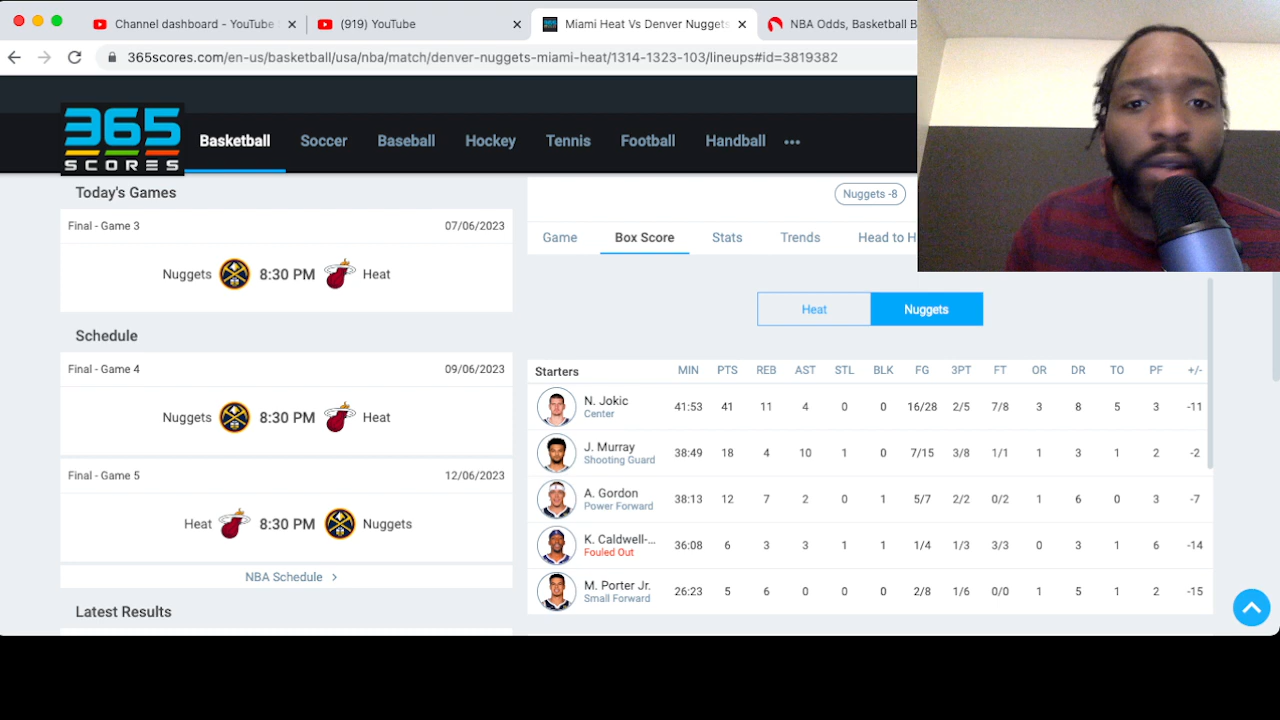 Channel dashboard - YouTube
(919) YouTube
Miami Heat Vs Denver Nuggets
NBA Odds, Basketball B
365scores.com/en-us/basketball/usa/nba/match/denver-nuggets-miami-heat/1314-1323-103/lineups#id=3819382
365
SCORES
Basketball Soccer Baseball Hockey Tennis Football Handball •••
Today's Games
Final - Game 3 07/06/2023
Nuggets 8:30 PM Heat
Schedule
Final - Game 4 09/06/2023
Nuggets 8:30 PM Heat
Final - Game 5 12/06/2023
Heat 8:30 PM Nuggets
NBA Schedule >
Latest Results
Nuggets -8
Game Box Score Stats Trends Head to H
Heat Nuggets
Starters MIN PTS REB AST STL BLK FG 3PT FT OR DR TO PF +/-
N. Jokic 41:53 41 11 4 0 0 16/28 2/5 7/8 3 8 5 3 -11
Center
J. Murray 38:49 18 4 10 1 0 7/15 3/8 1/1 1 3 1 2 -2
Shooting Guard
A. Gordon 38:13 12 7 2 0 1 5/7 2/2 0/2 1 6 0 3 -7
Power Forward
K. Caldwell-... 36:08 6 3 3 1 1 1/4 1/3 3/3 0 3 1 6 -14
Fouled Out
M. Porter Jr. 26:23 5 6 0 0 0 2/8 1/6 0/0 1 5 1 2 -15
Small Forward